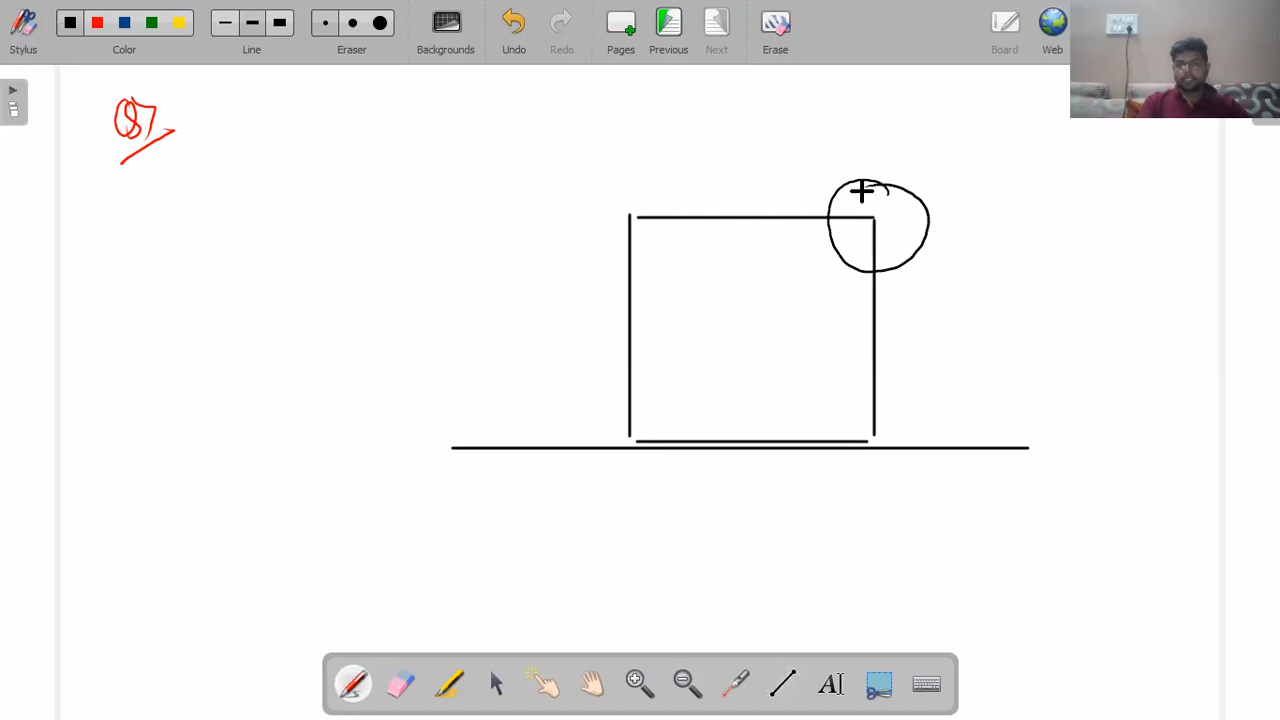 Stylus
Color
Line
Eraser
Backgrounds
Undo
Redo
Pages
Previous
Next
Erase
Board
Web
Q7